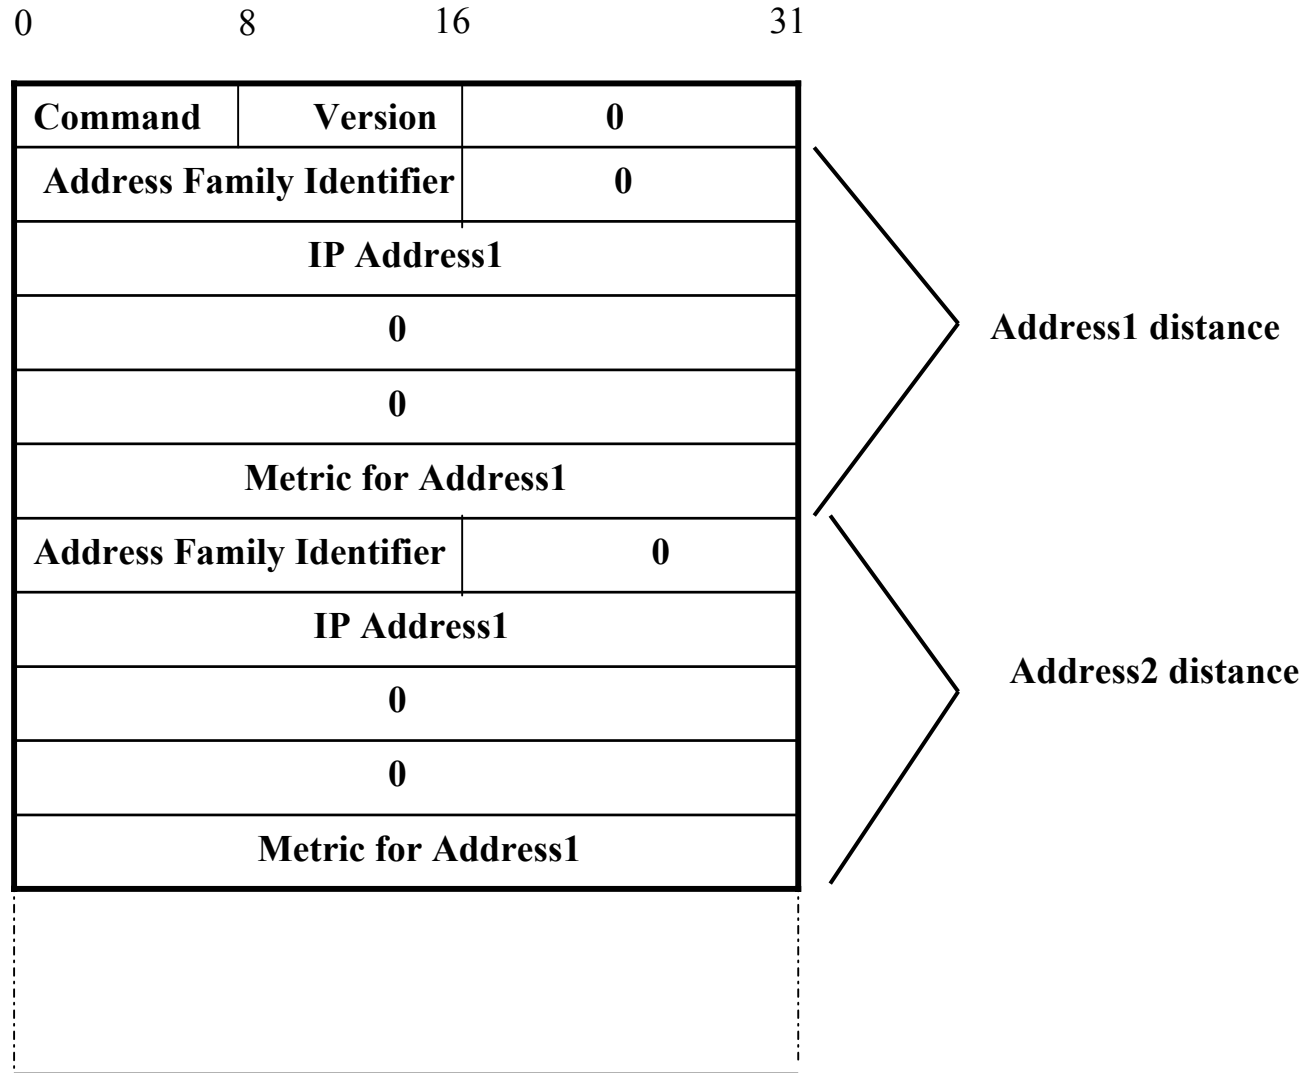 0 8 16 31
Command Version 0
Address Family Identifier 0
IP Address1
0
Address1 distance
0
Metric for Address1
Address Family Identifier 0
IP Address1
Address2 distance
0
0
Metric for Address1